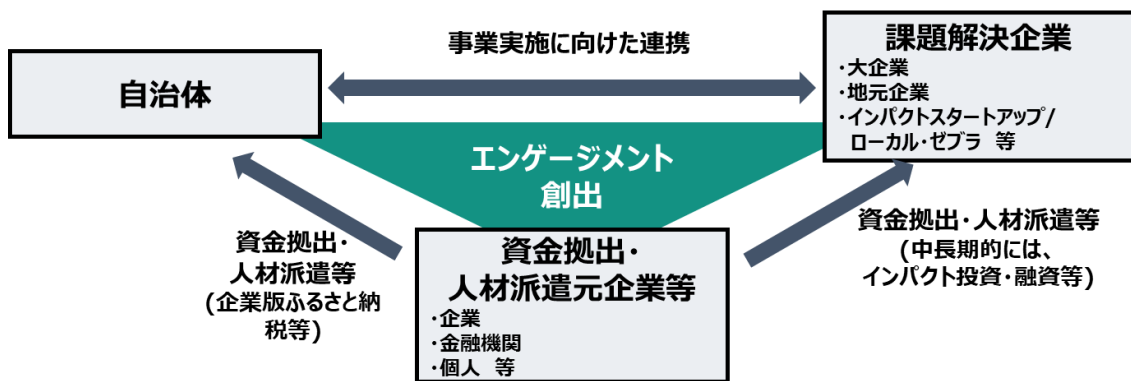 事業実施に向けた連携
自治体
課題解決企業
・大企業
・地元企業
・インパクトスタートアップ/
ローカル・ゼブラ 等
エンゲージメント
創出
資金拠出・
人材派遣等
(企業版ふるさと納
税等)
資金拠出・
人材派遣元企業等
・企業
・金融機関
・個人 等
資金拠出・人材派遣等
(中長期的には、
インパクト投資・融資等)